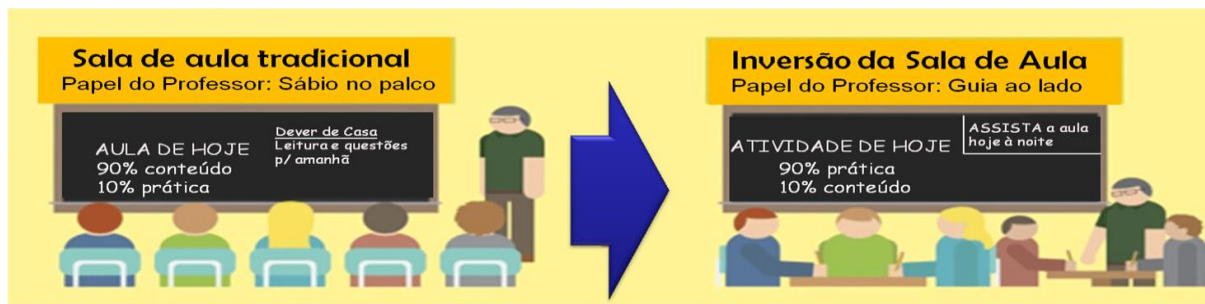 Sala de aula tradicional
Papel do Professor: Sábio no palco
AULA DE HOJE
90% conteúdo
10% prática
Dever de Casa
Leitura e questões
p/ amanhã
Inversão da Sala de Aula
Papel do Professor: Guia ao lado
ATIVIDADE DE HOJE
90% prática
10% conteúdo
ASSISTA a aula
hoje à noite